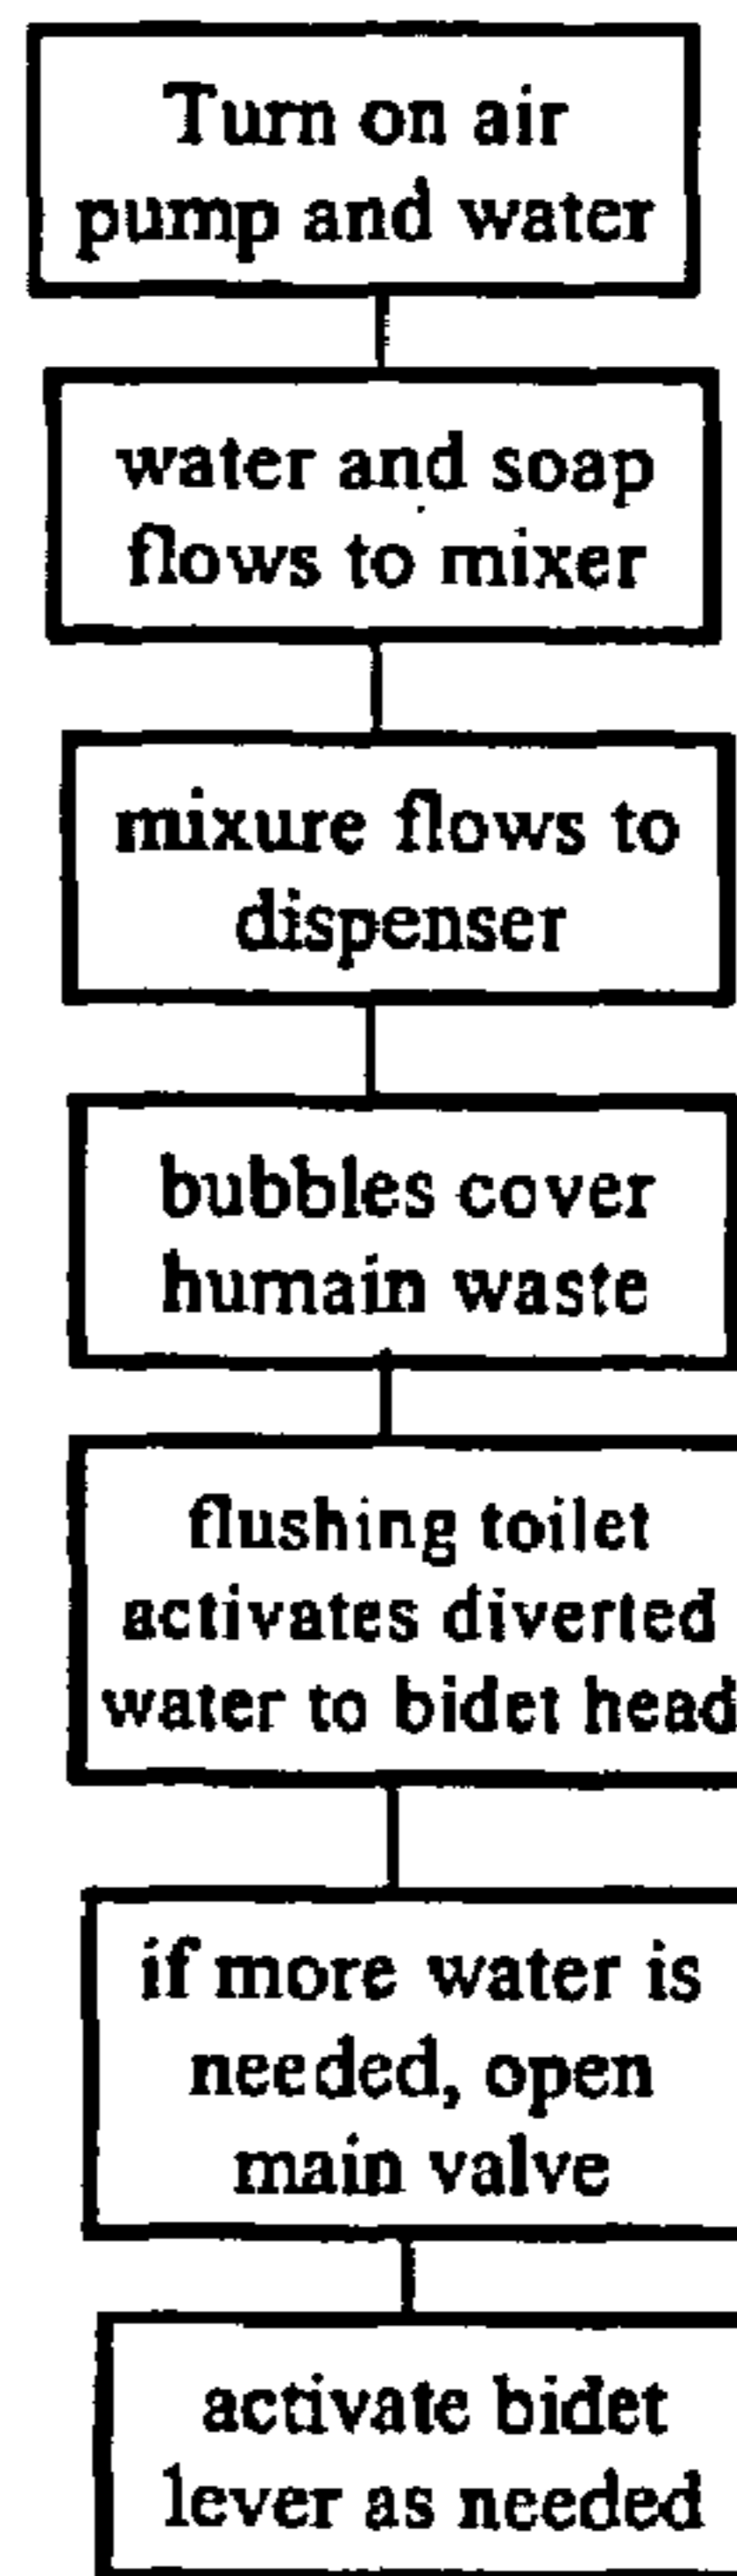 Turn on air
pump and water
water and soap
flows to mixer
mixure flows to
dispenser
bubbles cover
humain waste
flushing toilet
activates diverted
water to bidet head
if more water is
needed, open
main valve
activate bidet
lever as needed